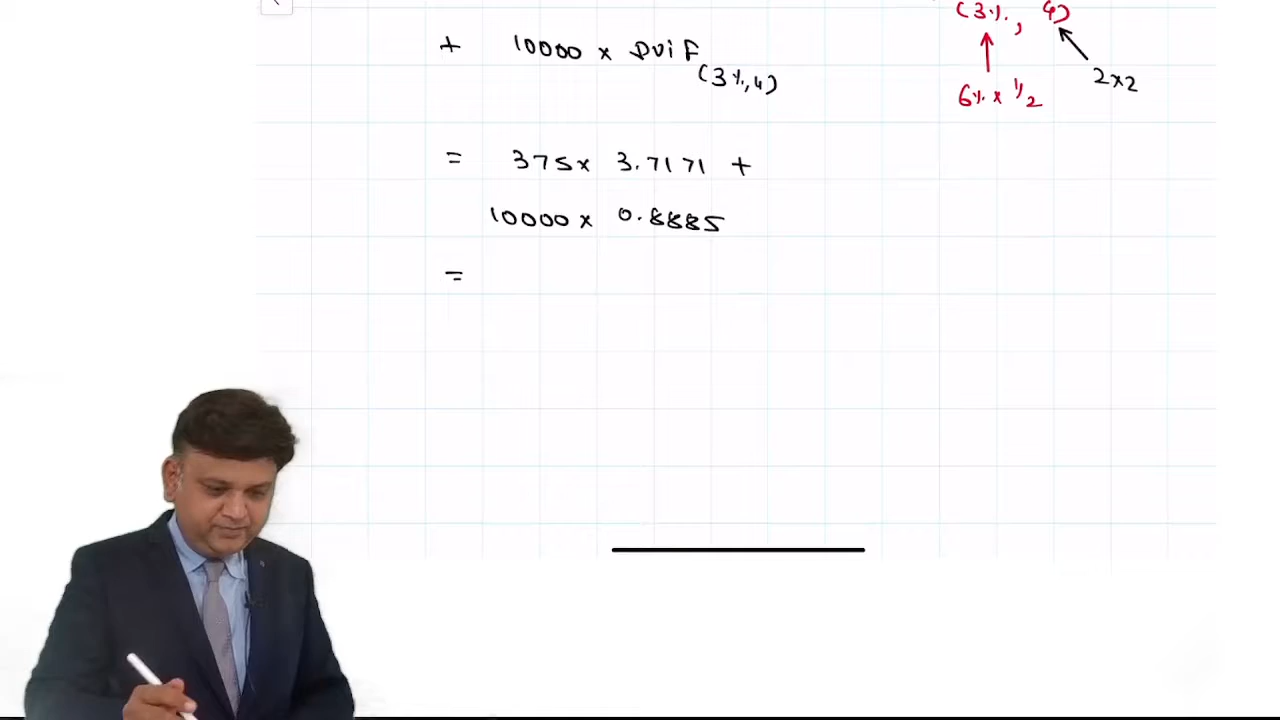 + 10000 x PVIF
(3%, 4)
= 375 x 3.7171 +
10000 x 0.8885
=
(3%, 4)
6% x 1/2
2x2